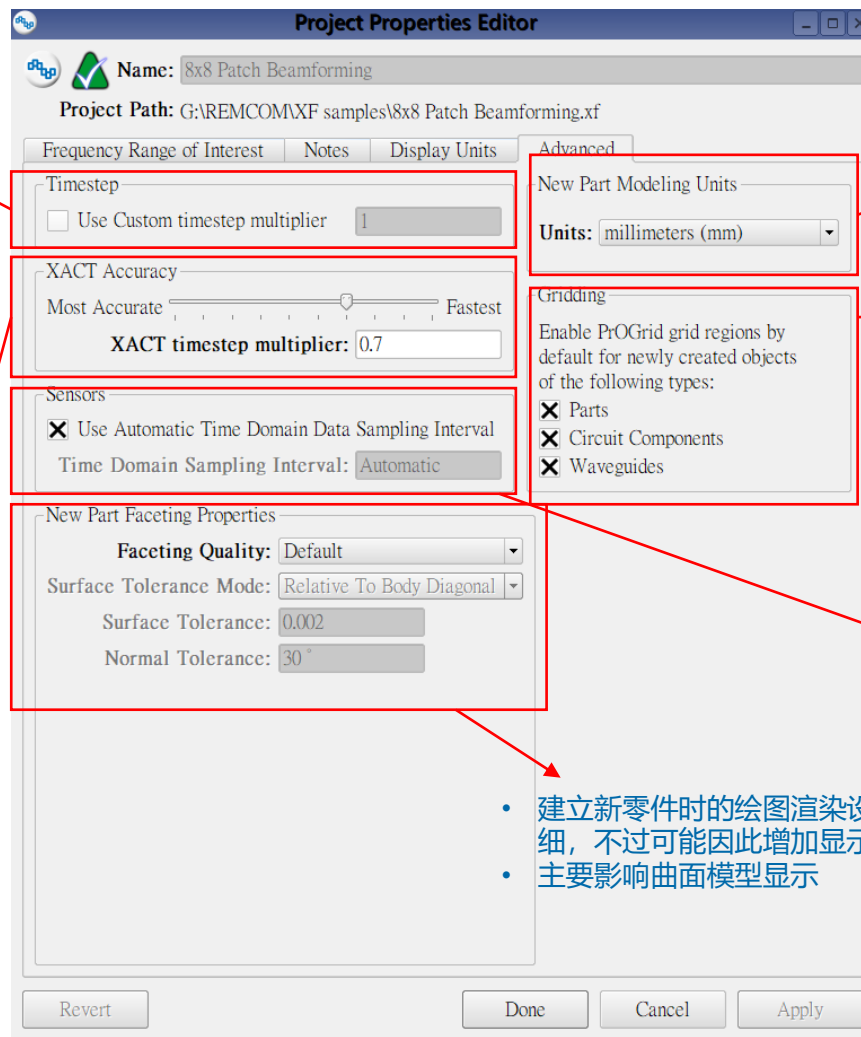 Project Properties Editor
Name: 8x8 Patch Beamforming
Project Path: G:\REMCOM\XF samples\8x8 Patch Beamforming.xf
Frequency Range of Interest
Notes
Display Units
Advanced
Timestep
Use Custom timestep multiplier 1
XACT Accuracy
Most Accurate Fastest
XACT timestep multiplier: 0.7
Sensors
Use Automatic Time Domain Data Sampling Interval
Time Domain Sampling Interval: Automatic
New Part Faceting Properties
Faceting Quality: Default
Surface Tolerance Mode: Relative To Body Diagonal
Surface Tolerance: 0.002
Normal Tolerance: 30 °
New Part Modeling Units
Units: millimeters (mm)
Gridding
Enable PrOGrid grid regions by
default for newly created objects
of the following types:
Parts
Circuit Components
Waveguides
• 建立新零件时的绘图渲染设
细，不过可能因此增加显示
• 主要影响曲面模型显示
Revert
Done
Cancel
Apply